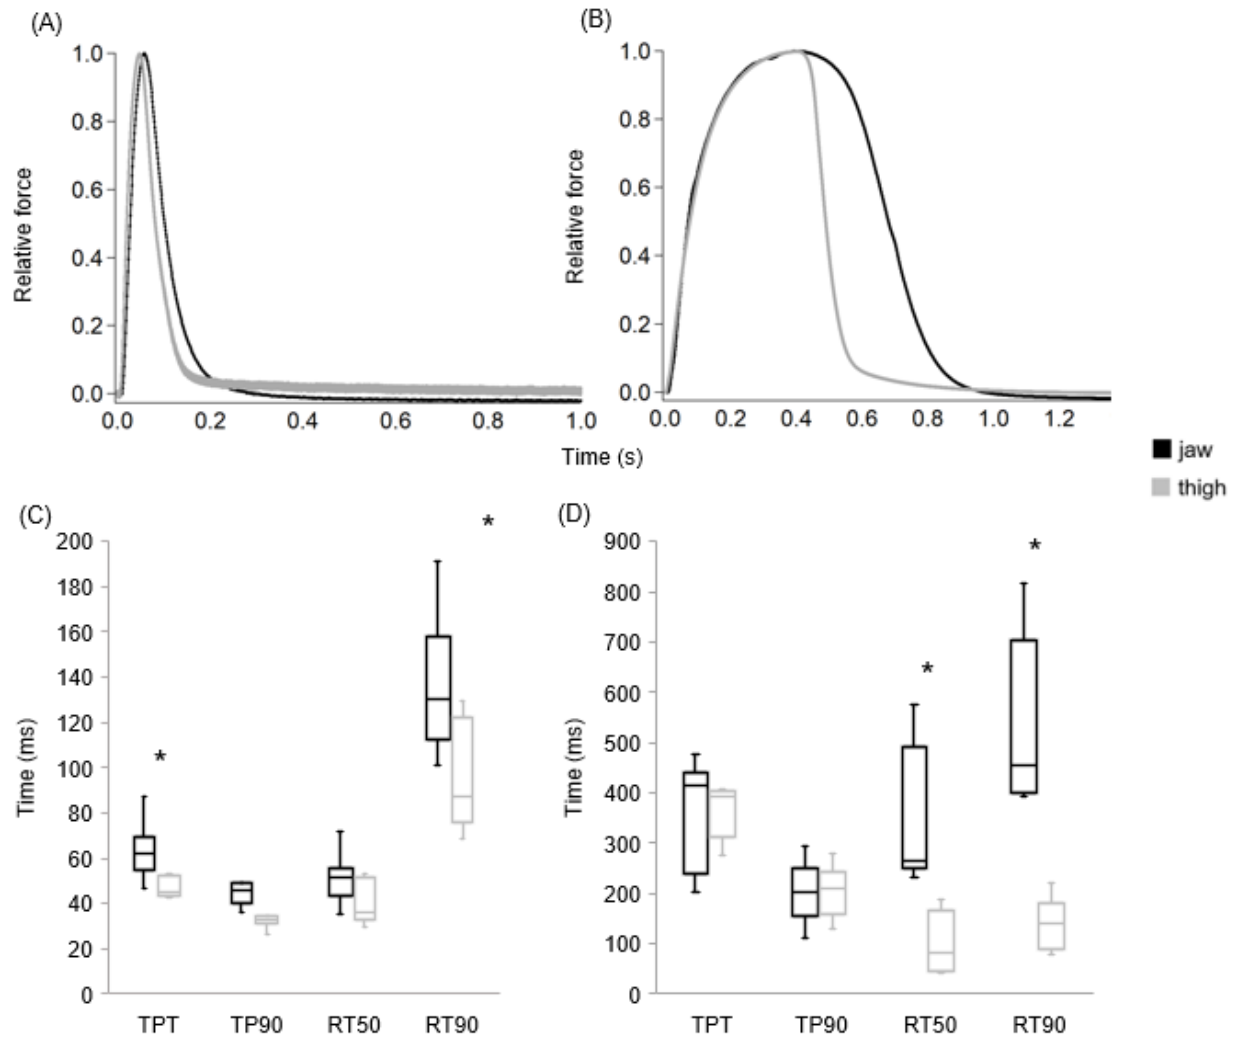 (A)
1.0
0.8
0.6
0.4
0.2
0.0
Relative force
0.0 0.2 0.4 0.6 0.8 1.0
(B)
1.0
0.8
0.6
0.4
0.2
0.0
Relative force
0.0 0.2 0.4 0.6 0.8 1.0 1.2
Time (s)
jaw
thigh
(C)
*
200
180
160
140
120
100
80
60
40
20
0
Time (ms)
*
TPT TP90 RT50 RT90
(D)
900
800
700
600
500
400
300
200
100
0
Time (ms)
*
*
TPT TP90 RT50 RT90